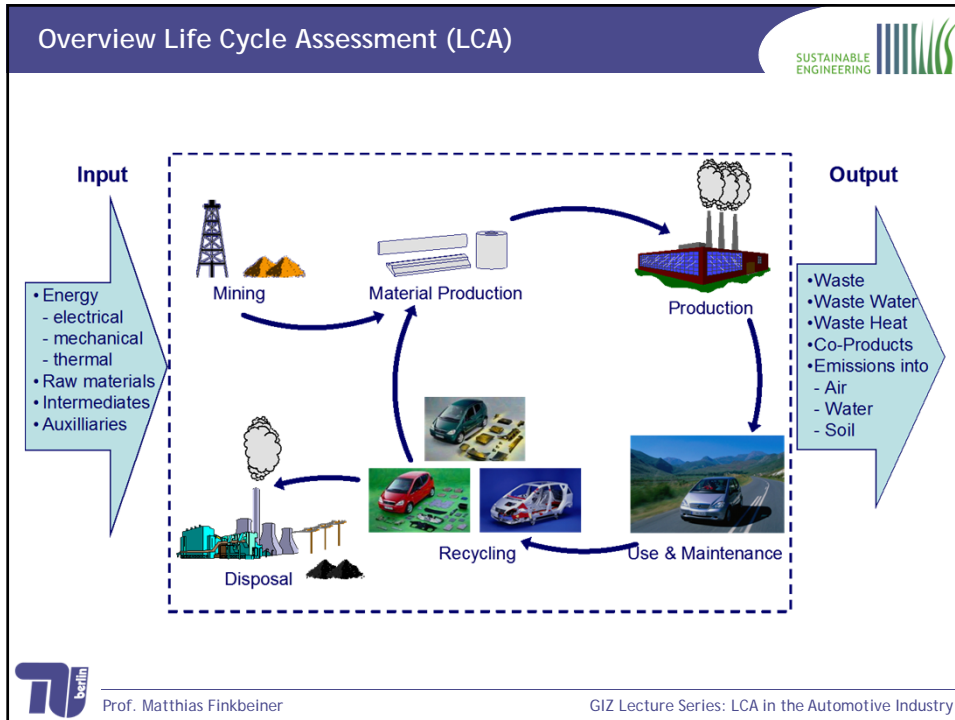 Overview Life Cycle Assessment (LCA)
SUSTAINABLE
ENGINEERING
Input
• Energy
- electrical
- mechanical
- thermal
• Raw materials
• Intermediates
• Auxilliaries
Mining
Material Production
Production
Disposal
Recycling
Use & Maintenance
Output
•Waste
•Waste Water
•Waste Heat
•Co-Products
•Emissions into
- Air
- Water
- Soil
berlin
Prof. Matthias Finkbeiner
GIZ Lecture Series: LCA in the Automotive Industry